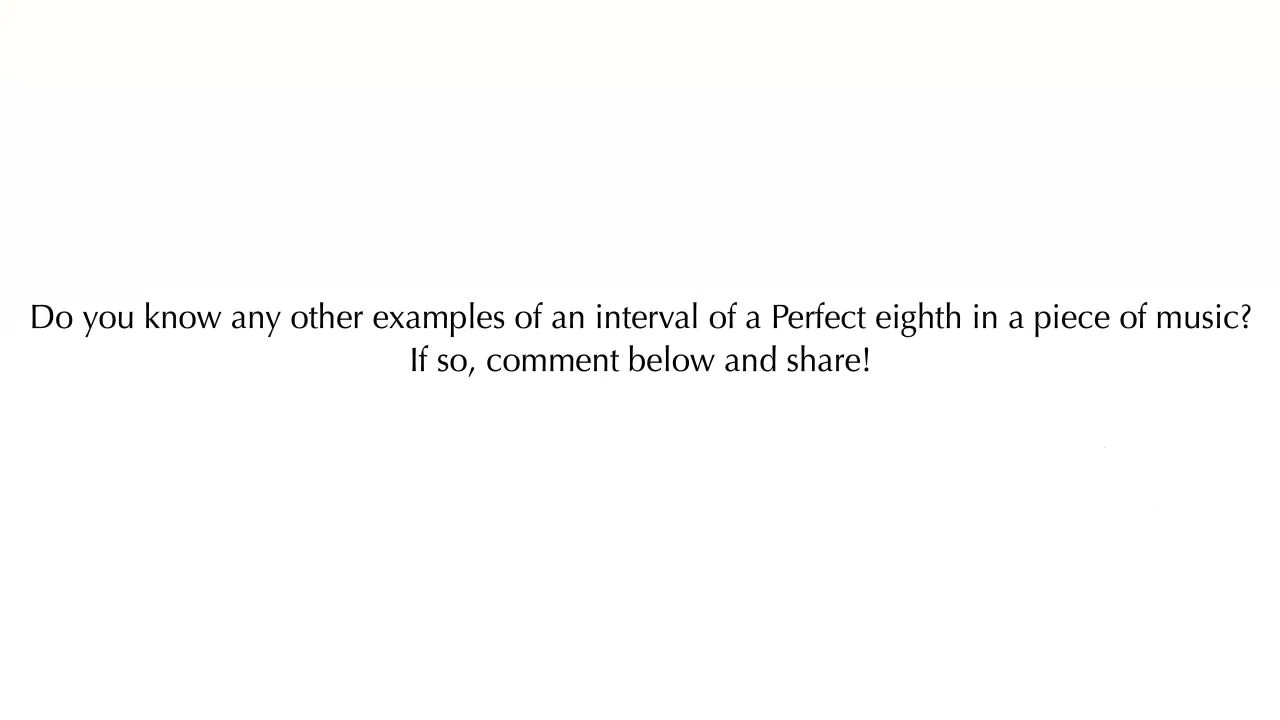 Do you know any other examples of an interval of a Perfect eighth in a piece of music?
If so, comment below and share!